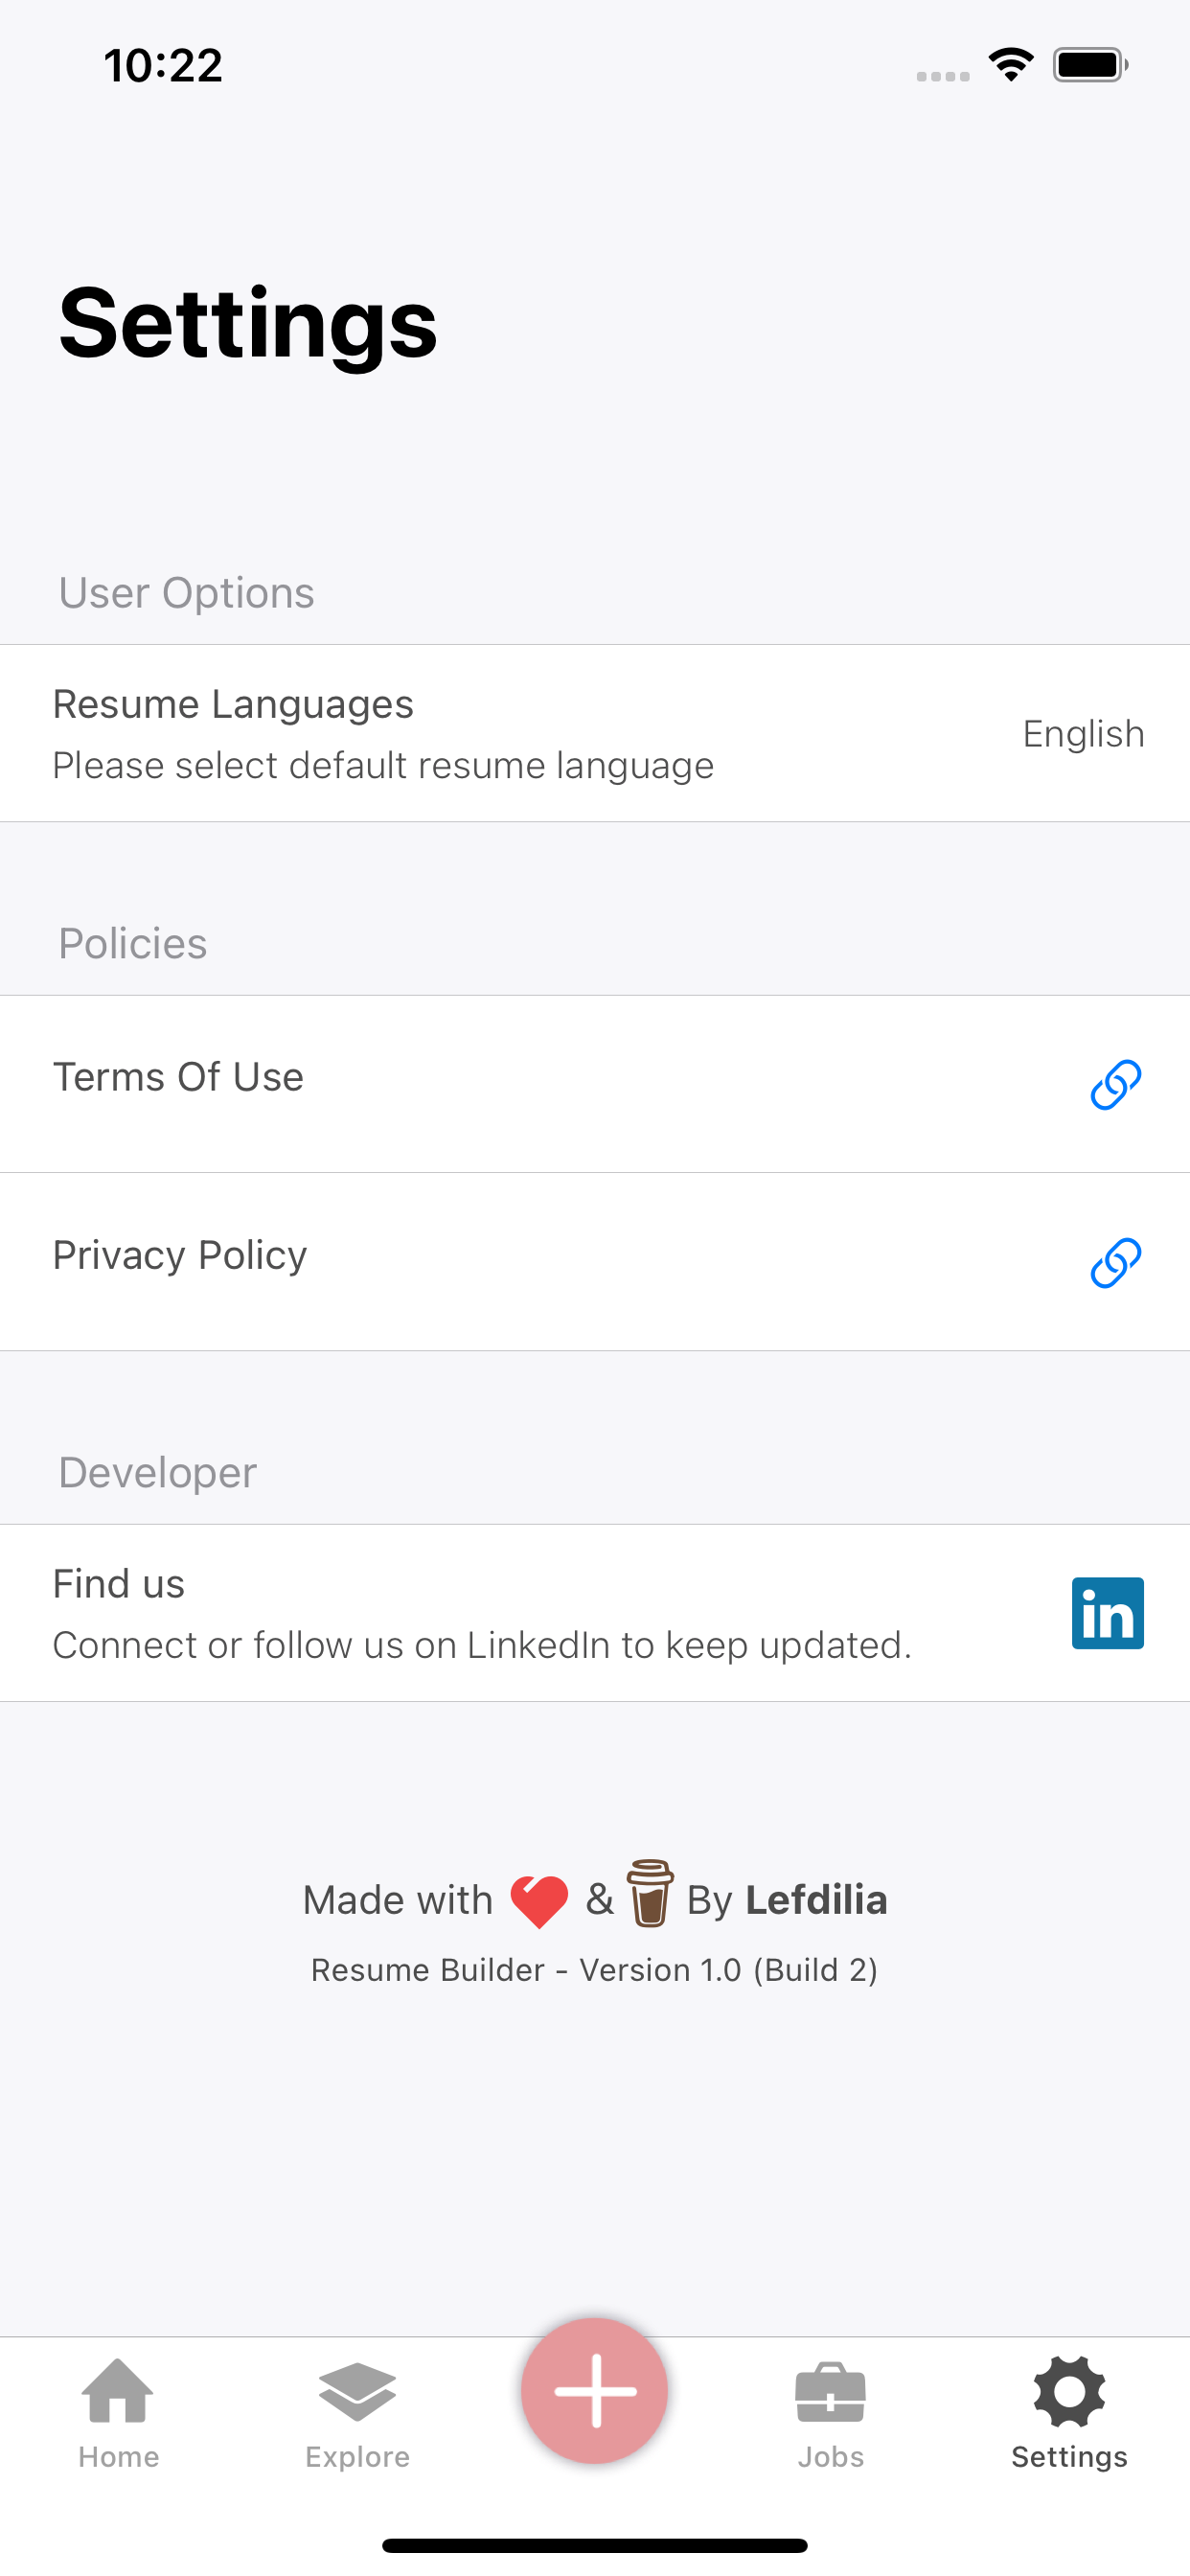 10:22
Settings
User Options
Resume Languages
Please select default resume language
English
Policies
Terms Of Use
Privacy Policy
Developer
Find us
Connect or follow us on LinkedIn to keep updated.
in
Made with & By Lefdilia
Resume Builder - Version 1.0 (Build 2)
Home
Explore
Jobs
Settings